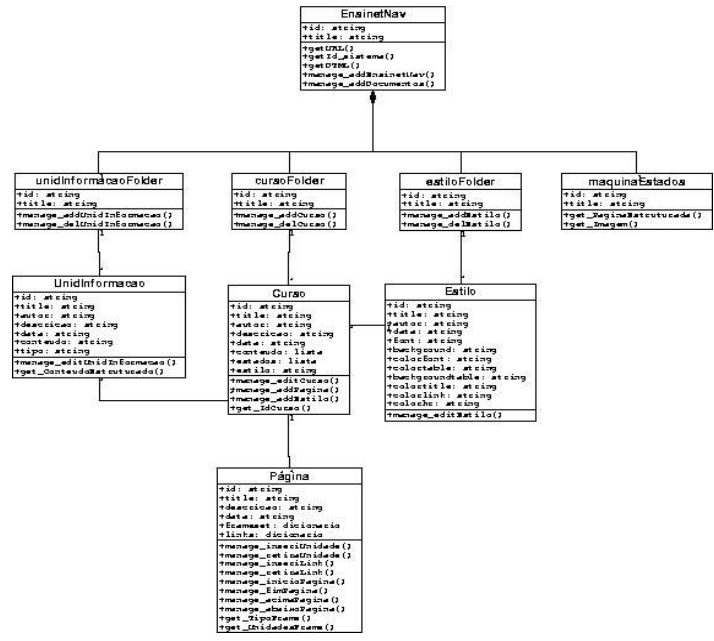 EnsinetNav
+id: string
+title: string
+getURL()
+getId_sistema()
+getDTML()
+manage_addEnsinetNav()
+manage_addDocumentos()
unidInformacaoFolder
+id: string
+title: string
+manage_addUnidInformacao()
+manage_delUnidInformacao()
cursoFolder
+id: string
+title: string
+manage_addCurso()
+manage_delCurso()
estiloFolder
+id: string
+title: string
+manage_addEstilo()
+manage_delEstilo()
maquinaEstados
+id: string
+title: string
+get_PaginaEstruturada()
+get_Imagem()
UnidInformacao
+id: string
+title: string
+autor: string
+descricao: string
+data: string
+conteudo: string
+tipo: string
+manage_editUnidInformacao()
+get_ConteudoEstruturado()
Curso
+id: string
+title: string
+autor: string
+descricao: string
+data: string
+conteudo: lista
+estados: lista
+estilo: string
+manage_editCurso()
+manage_addPagina()
+manage_addEstilo()
+get_IdCurso()
Estilo
+id: string
+title: string
+autor: string
+data: string
+font: string
+background: string
+colorfont: string
+colortable: string
+backgroundtable: string
+colortitle: string
+colorlink: string
+colorhr: string
+manage_editEstilo()
Página
+id: string
+title: string
+descricao: string
+data: string
+frameset: dicionario
+links: dicionario
+manage_inseriUnidade()
+manage_retiraUnidade()
+manage_inseriLink()
+manage_retiraLink()
+manage_inicioPagina()
+manage_fimPagina()
+manage_acimaPagina()
+manage_abaixoPagina()
+get_TipoFrame()
+get_UnidadesFrame()